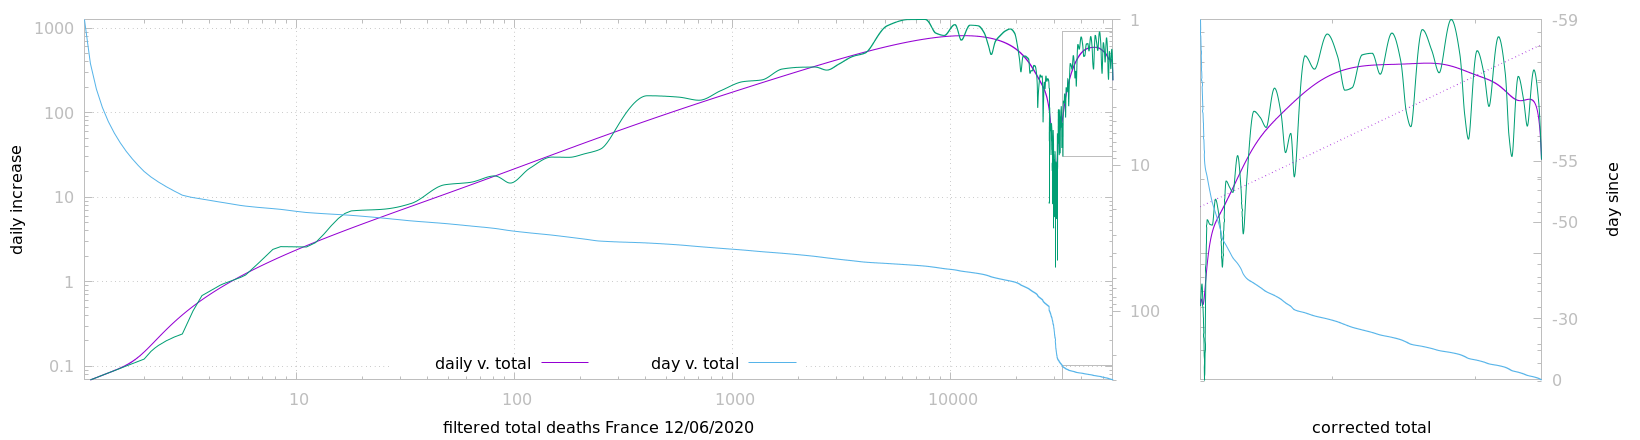 1000
100
10
1
0.1
daily increase
daily v. total
day v. total
10
100
1000
10000
filtered total deaths France 12/06/2020
1
10
100
-59
-55
-50
-30
0
day since
corrected total